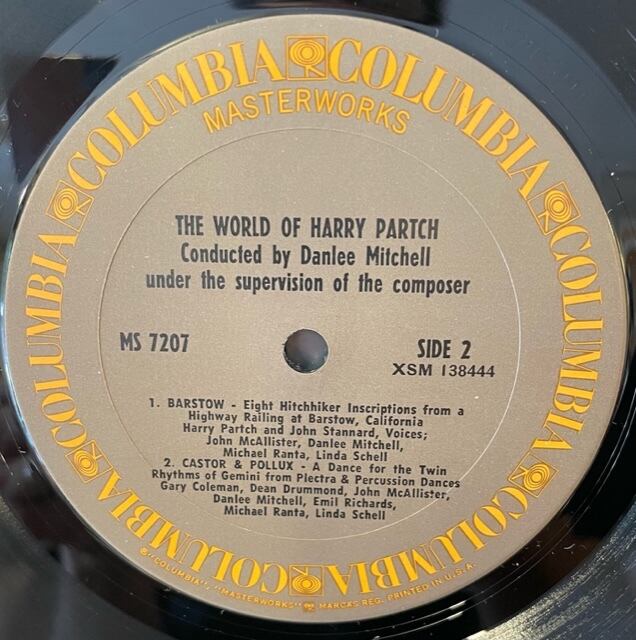 COLUMBIA COLUMBIA COLUMBIA COLUMBIA COLUMBIA COLUMBIA COLUMBIA COLUMBIA
MASTERWORKS
THE WORLD OF HARRY PARTCH
Conducted by Danlee Mitchell
under the supervision of the composer
MS 7207
SIDE 2
XSM 138444
1. BARSTOW - Eight Hitchhiker Inscriptions from a
Highway Railing at Barstow, California
Harry Partch and John Stannard, Voices;
John McAllister, Danlee Mitchell,
Michael Ranta, Linda Schell
2. CASTOR & POLLUX - A Dance for the Twin
Rhythms of Gemini from Plectra & Percussion Dances
Gary Coleman, Dean Drummond, John McAllister,
Danlee Mitchell, Emil Richards,
Michael Ranta, Linda Schell
® "COLUMBIA", "MASTERWORKS", MARCAS REG. PRINTED IN U.S.A.